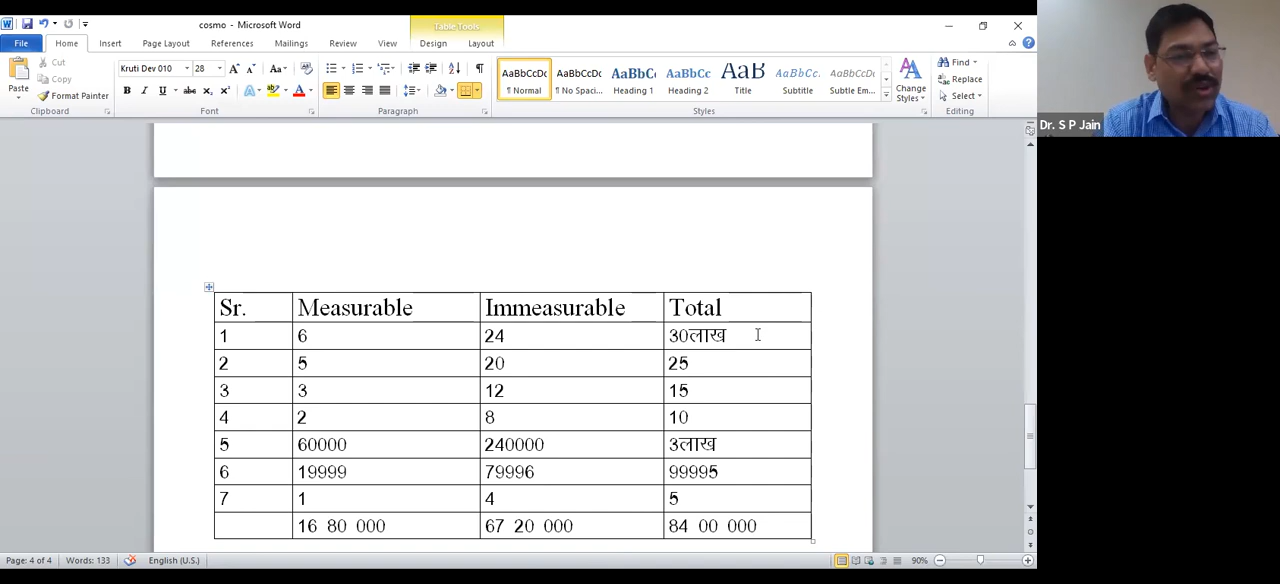 cosmo - Microsoft Word
Table Tools
File Home Insert Page Layout References Mailings Review View Design Layout
Cut
Copy
Paste
Format Painter
Clipboard
Kruti Dev 010 28
Font
Paragraph
AaBbCcDc AaBbCcDc AaBbC AaBbCc AaB AaBbCc. AaBbCcDc
¶ Normal ¶ No Spaci... Heading 1 Heading 2 Title Subtitle Subtle Em...
Styles
Change Styles
Find
Replace
Select
Editing
Dr. S P Jain
Sr. Measurable Immeasurable Total
1 6 24 30लाख
2 5 20 25
3 3 12 15
4 2 8 10
5 60000 240000 3लाख
6 19999 79996 99995
7 1 4 5
16 80 000 67 20 000 84 00 000
Page: 4 of 4 Words: 133 English (U.S.) 90%